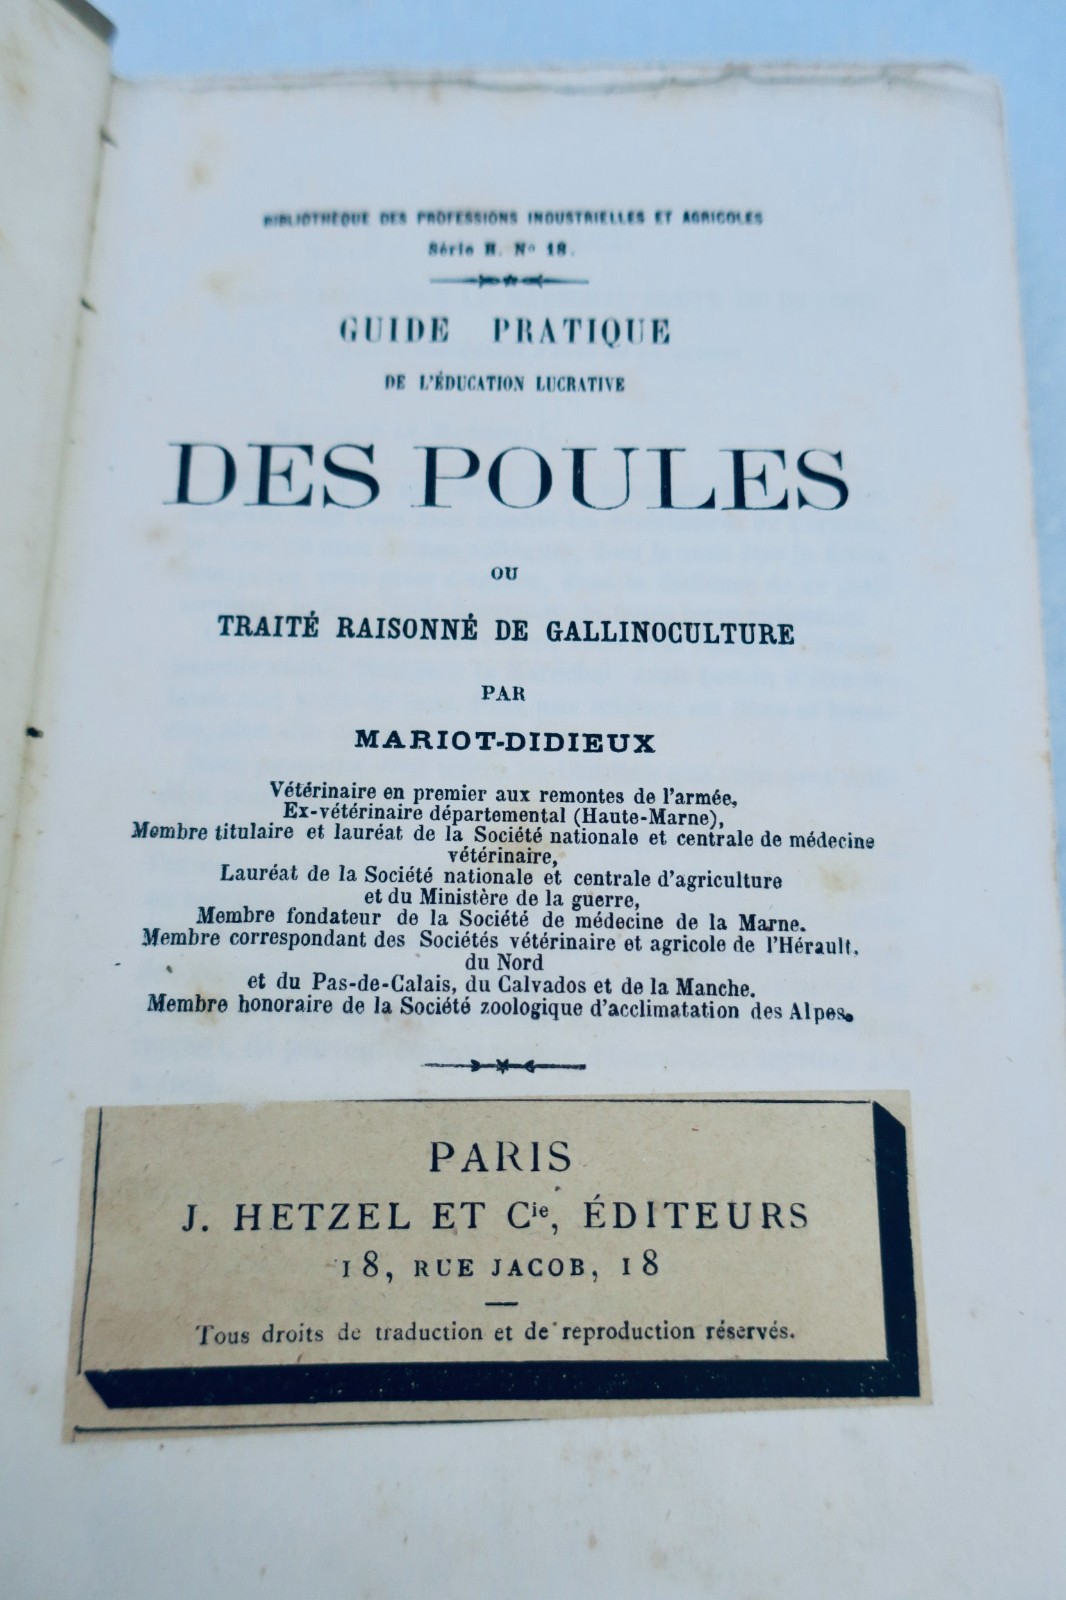 BIBLIOTHÈQUE DES PROFESSIONS INDUSTRIELLES ET AGRICOLES
Série H. No 18.
GUIDE PRATIQUE
DE L'ÉDUCATION LUCRATIVE
DES POULES
OU
TRAITÉ RAISONNÉ DE GALLINOCULTURE
PAR
MARIOT-DIDIEUX
Vétérinaire en premier aux remontes de l'armée,
Ex-vétérinaire départemental (Haute-Marne),
Membre titulaire et lauréat de la Société nationale et centrale de médecine
vétérinaire,
Lauréat de la Société nationale et centrale d'agriculture
et du Ministère de la guerre,
Membre fondateur de la Société de médecine de la Marne.
Membre correspondant des Sociétés vétérinaire et agricole de l'Hérault,
du Nord
et du Pas-de-Calais, du Calvados et de la Manche.
Membre honoraire de la Société zoologique d'acclimatation des Alpes.
PARIS
J. HETZEL ET Cie, ÉDITEURS
18, RUE JACOB, 18
Tous droits de traduction et de reproduction réservés.